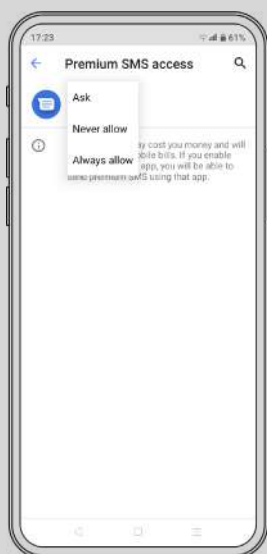 17:23 61%
Premium SMS access
Ask
Never allow
Always allow
ay cost you money and will
bile bills. If you enable
app, you will be able to
send premium SMS using that app.